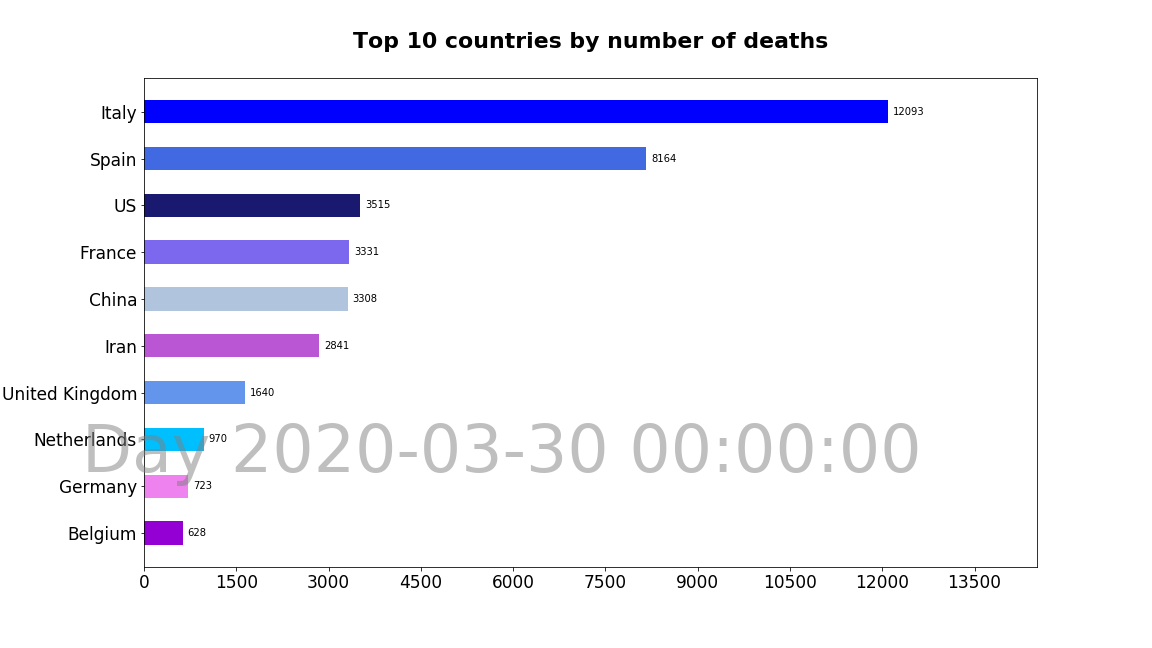 Top 10 countries by number of deaths
Italy 12093
Spain 8164
US 3515
France 3331
China 3308
Iran 2841
United Kingdom 1640
Netherlands 970
Day 2020-03-30 00:00:00
Germany 723
Belgium 628
0 1500 3000 4500 6000 7500 9000 10500 12000 13500